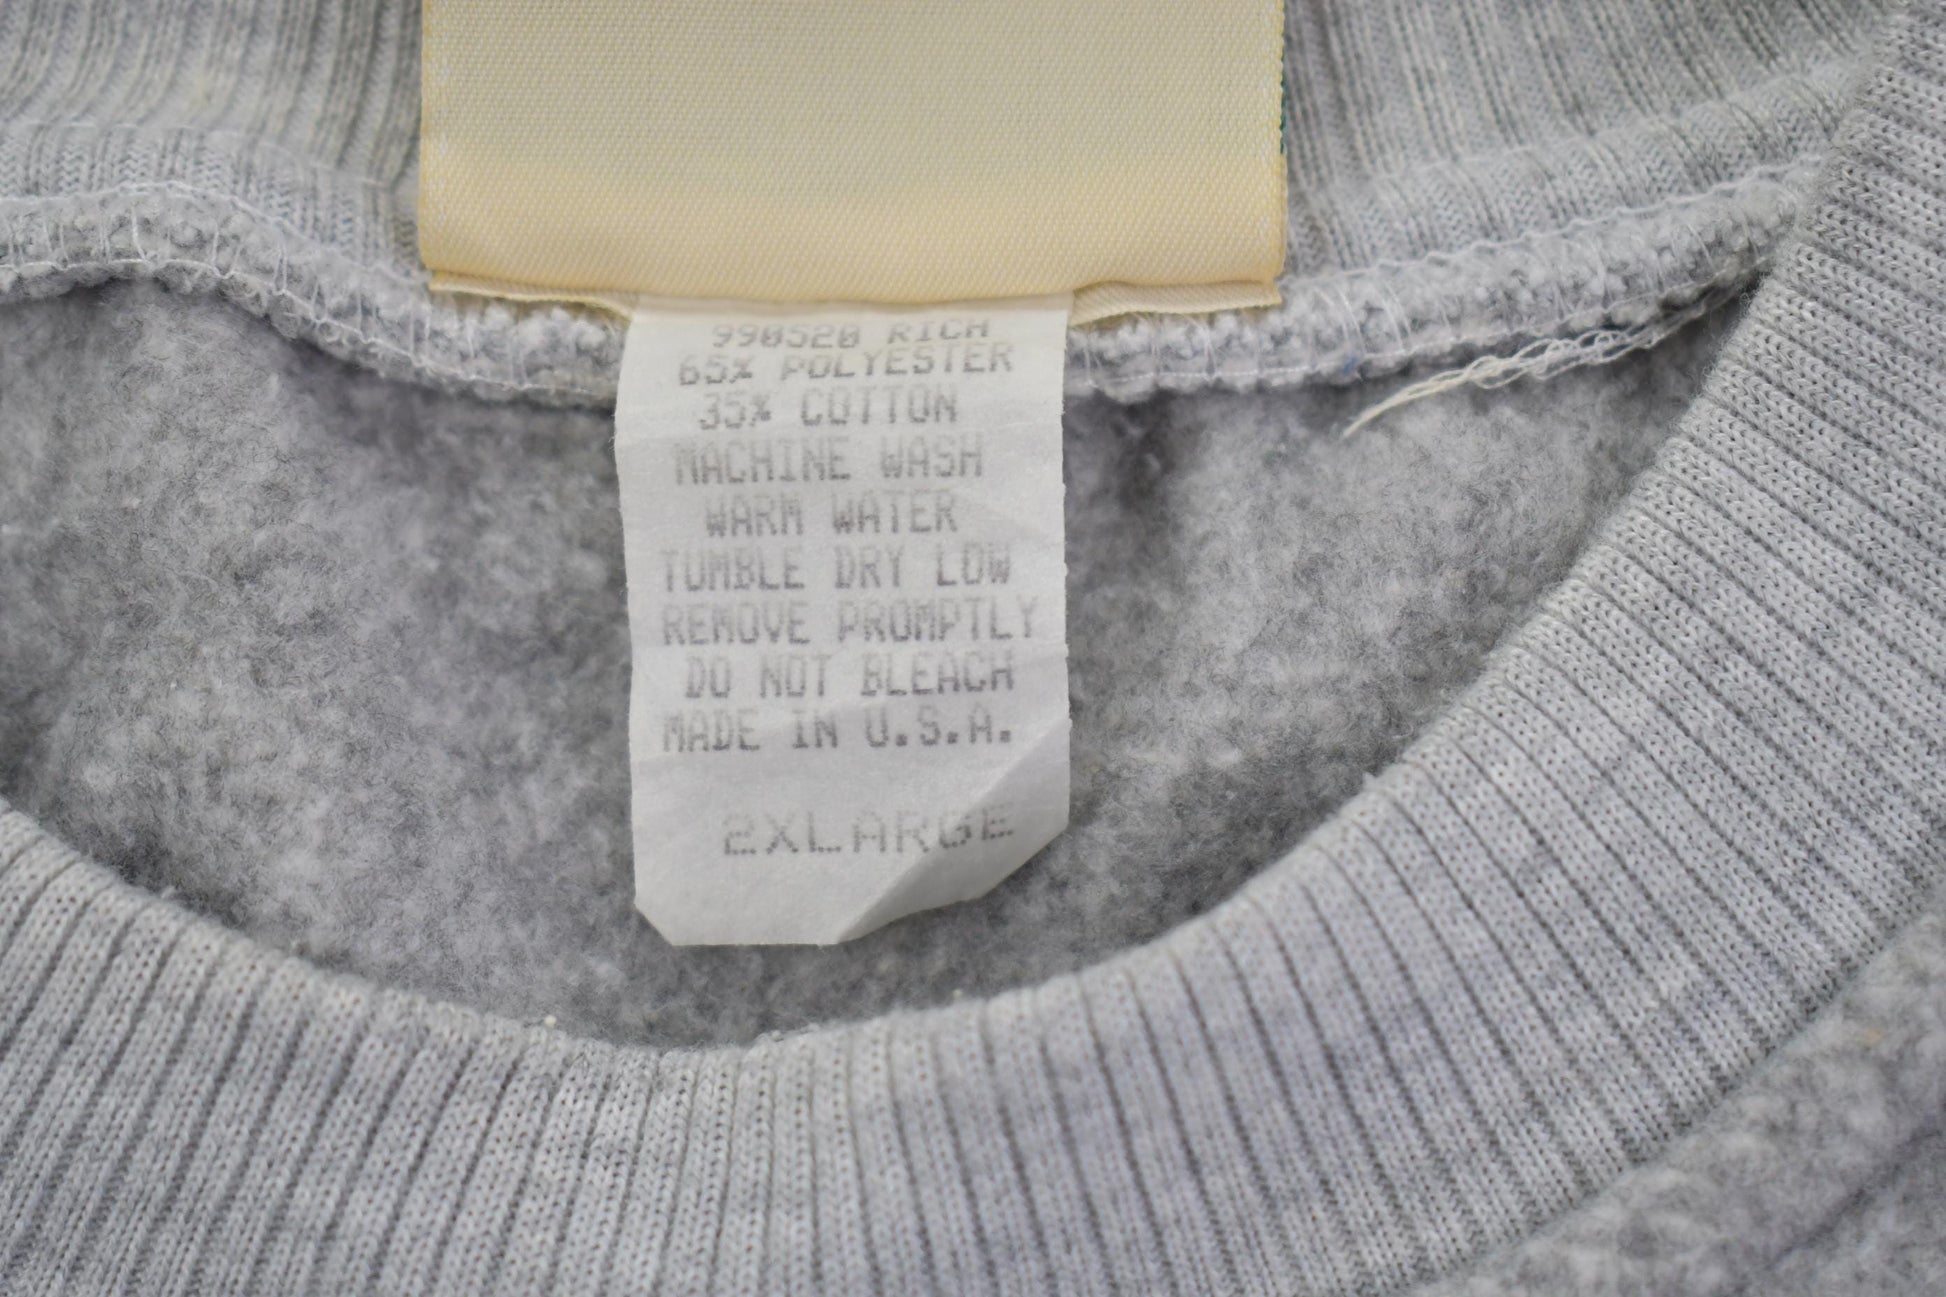 990520 RICH
65% POLYESTER
35% COTTON
MACHINE WASH
WARM WATER
TUMBLE DRY LOW
REMOVE PROMPTLY
DO NOT BLEACH
MADE IN U.S.A.
2XLARGE